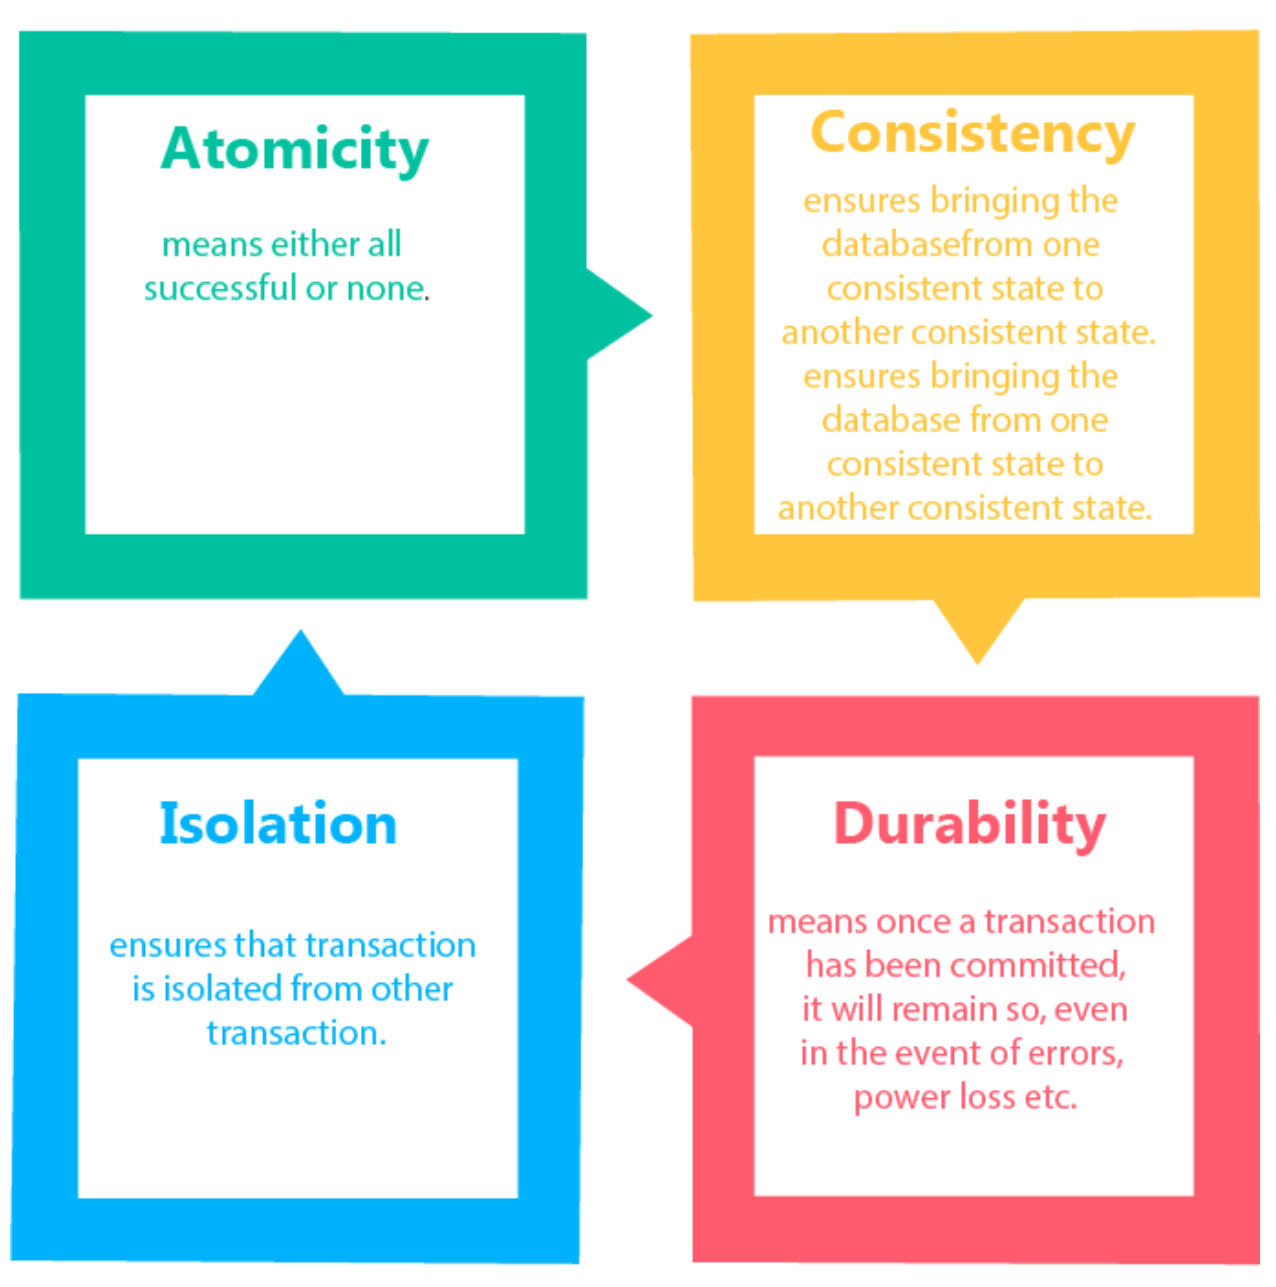 Atomicity
means either all
successful or none.
Consistency
ensures bringing the
databasefrom one
consistent state to
another consistent state.
ensures bringing the
database from one
consistent state to
another consistent state.
Isolation
ensures that transaction
is isolated from other
transaction.
Durability
means once a transaction
has been committed,
it will remain so, even
in the event of errors,
power loss etc.